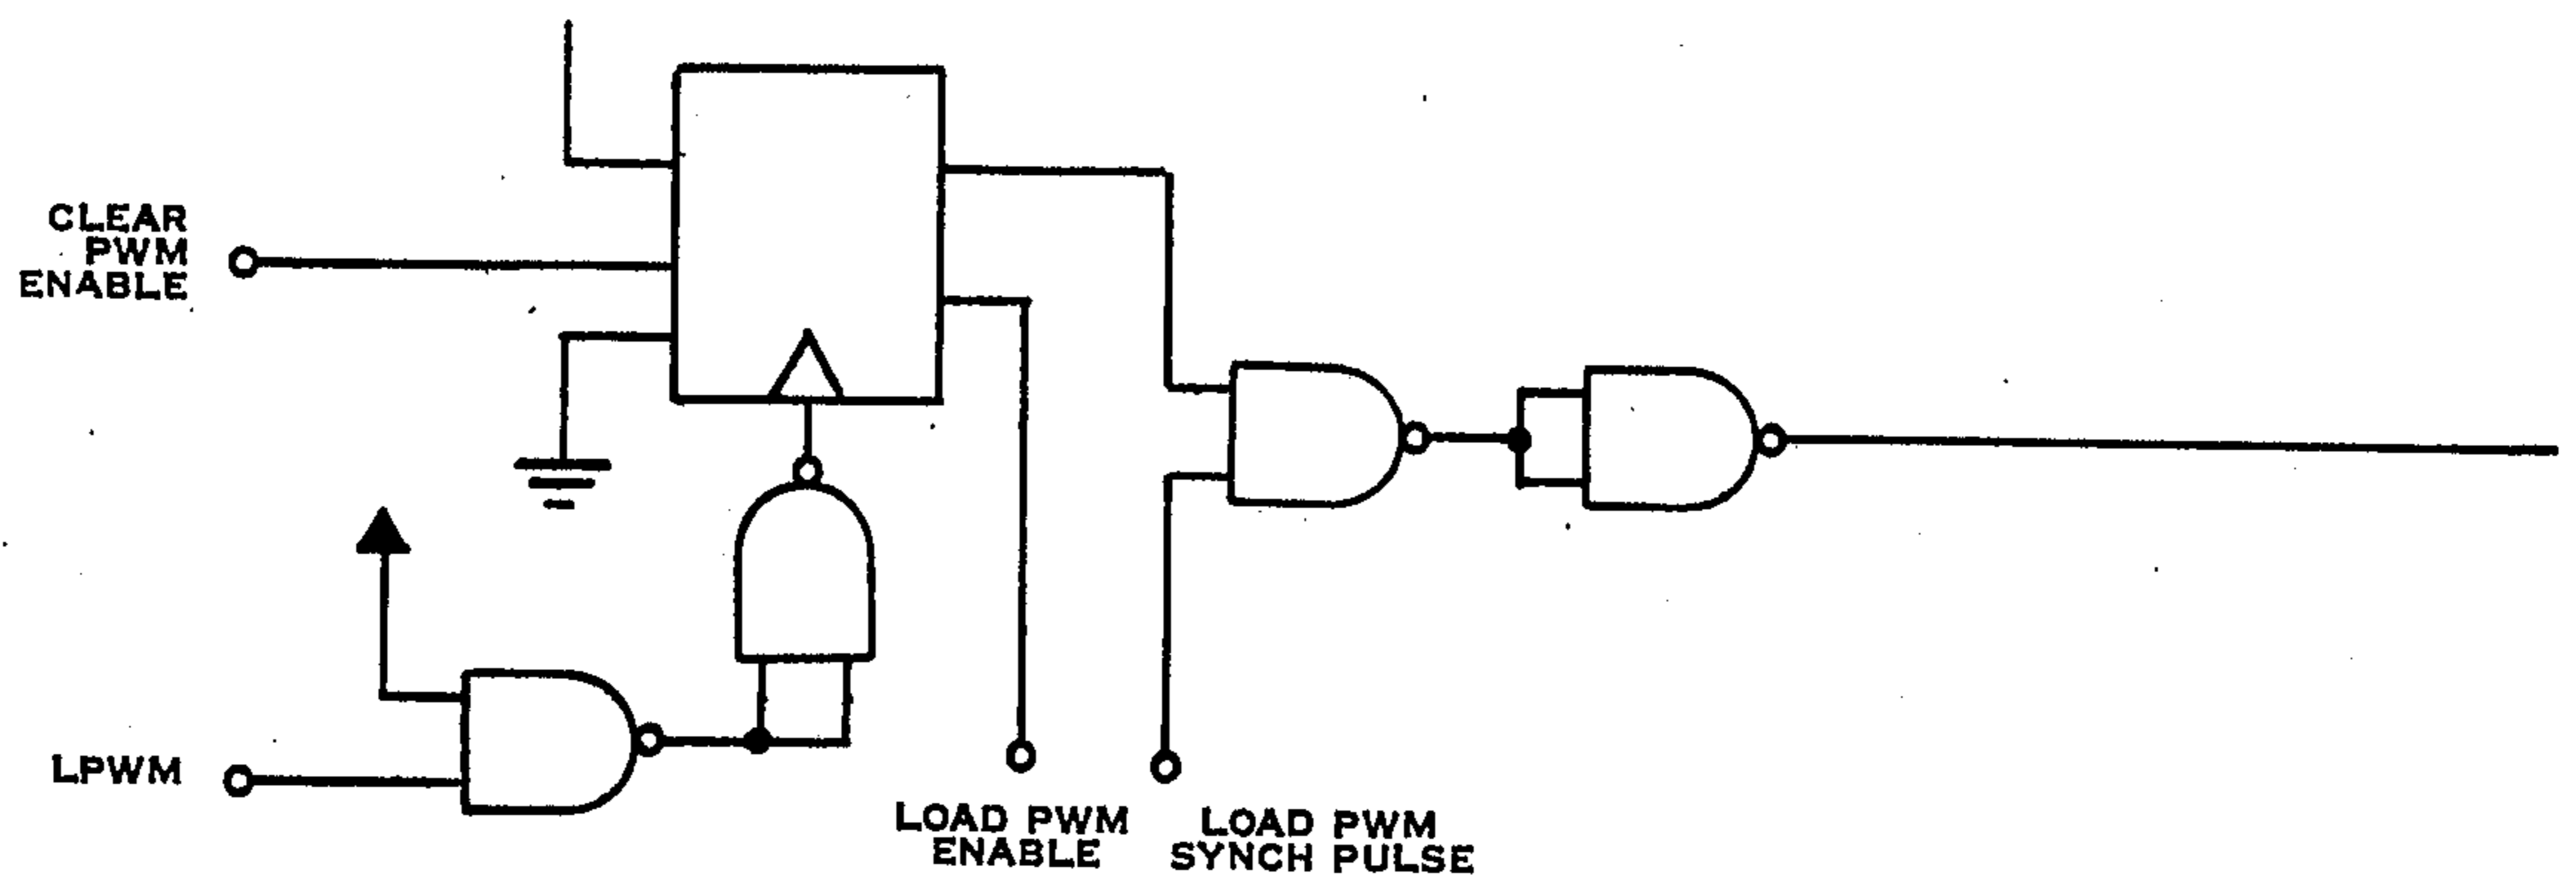 CLEAR
PWM
ENABLE
LPWM
LOAD PWM
ENABLE
LOAD PWM
SYNCH PULSE